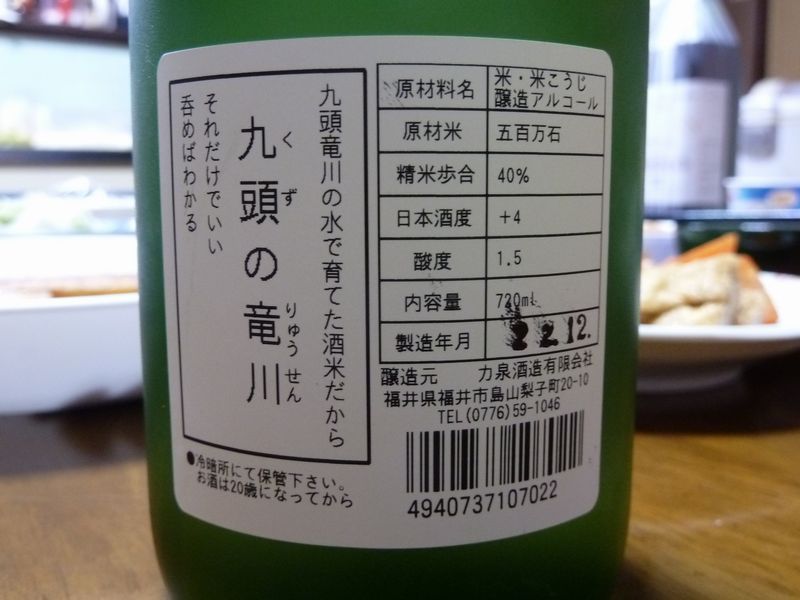 九頭竜川の水で育てた酒米だから
九頭の竜川
くず りゅうせん
それだけでいい
呑めばわかる
●冷暗所にて保管下さい。
お酒は20歳になってから
原材料名 米・米こうじ
醸造アルコール
原材米 五百万石
精米歩合 40%
日本酒度 +4
酸度 1.5
内容量 720ml
製造年月 22.12.
醸造元 力泉酒造有限会社
福井県福井市島山梨子町20-10
TEL(0776)59-1046
4940737107022